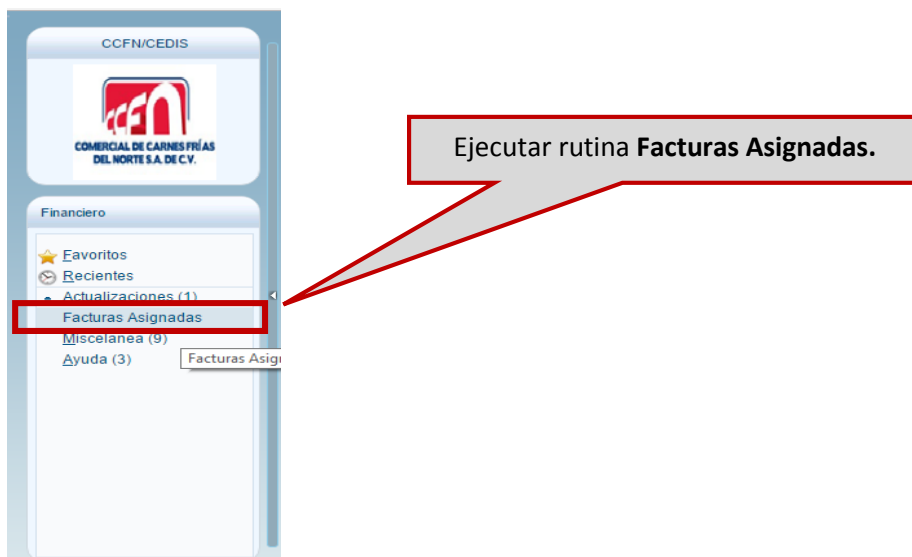 CCFN/CEDIS
CCFN
COMERCIAL DE CARNES FRÍAS
DEL NORTE S.A. DE C.V.
Ejecutar rutina Facturas Asignadas.
Financiero
Favoritos
Recientes
Actualizaciones (1)
Facturas Asignadas
Miscelanea (9)
Ayuda (3)
Facturas Asig